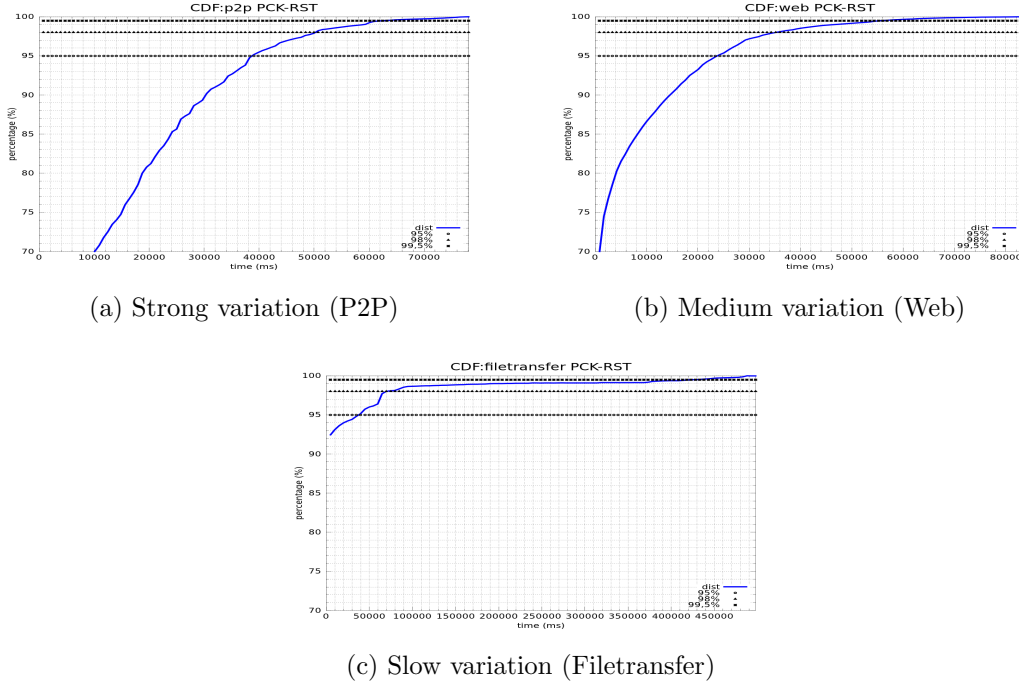 CDF:p2p PCK-RST
100
95
90
85
80
75
70
percentage (%)
0 10000 20000 30000 40000 50000 60000 70000
time (ms)
dist
95%
98%
99,5%
(a) Strong variation (P2P)
CDF:web PCK-RST
100
95
90
85
80
75
70
percentage (%)
0 10000 20000 30000 40000 50000 60000 70000 80000
time (ms)
dist
95%
98%
99,5%
(b) Medium variation (Web)
CDF:filetransfer PCK-RST
100
95
90
85
80
75
70
percentage (%)
0 50000 100000 150000 200000 250000 300000 350000 400000 450000
time (ms)
dist
95%
98%
99,5%
(c) Slow variation (Filetransfer)